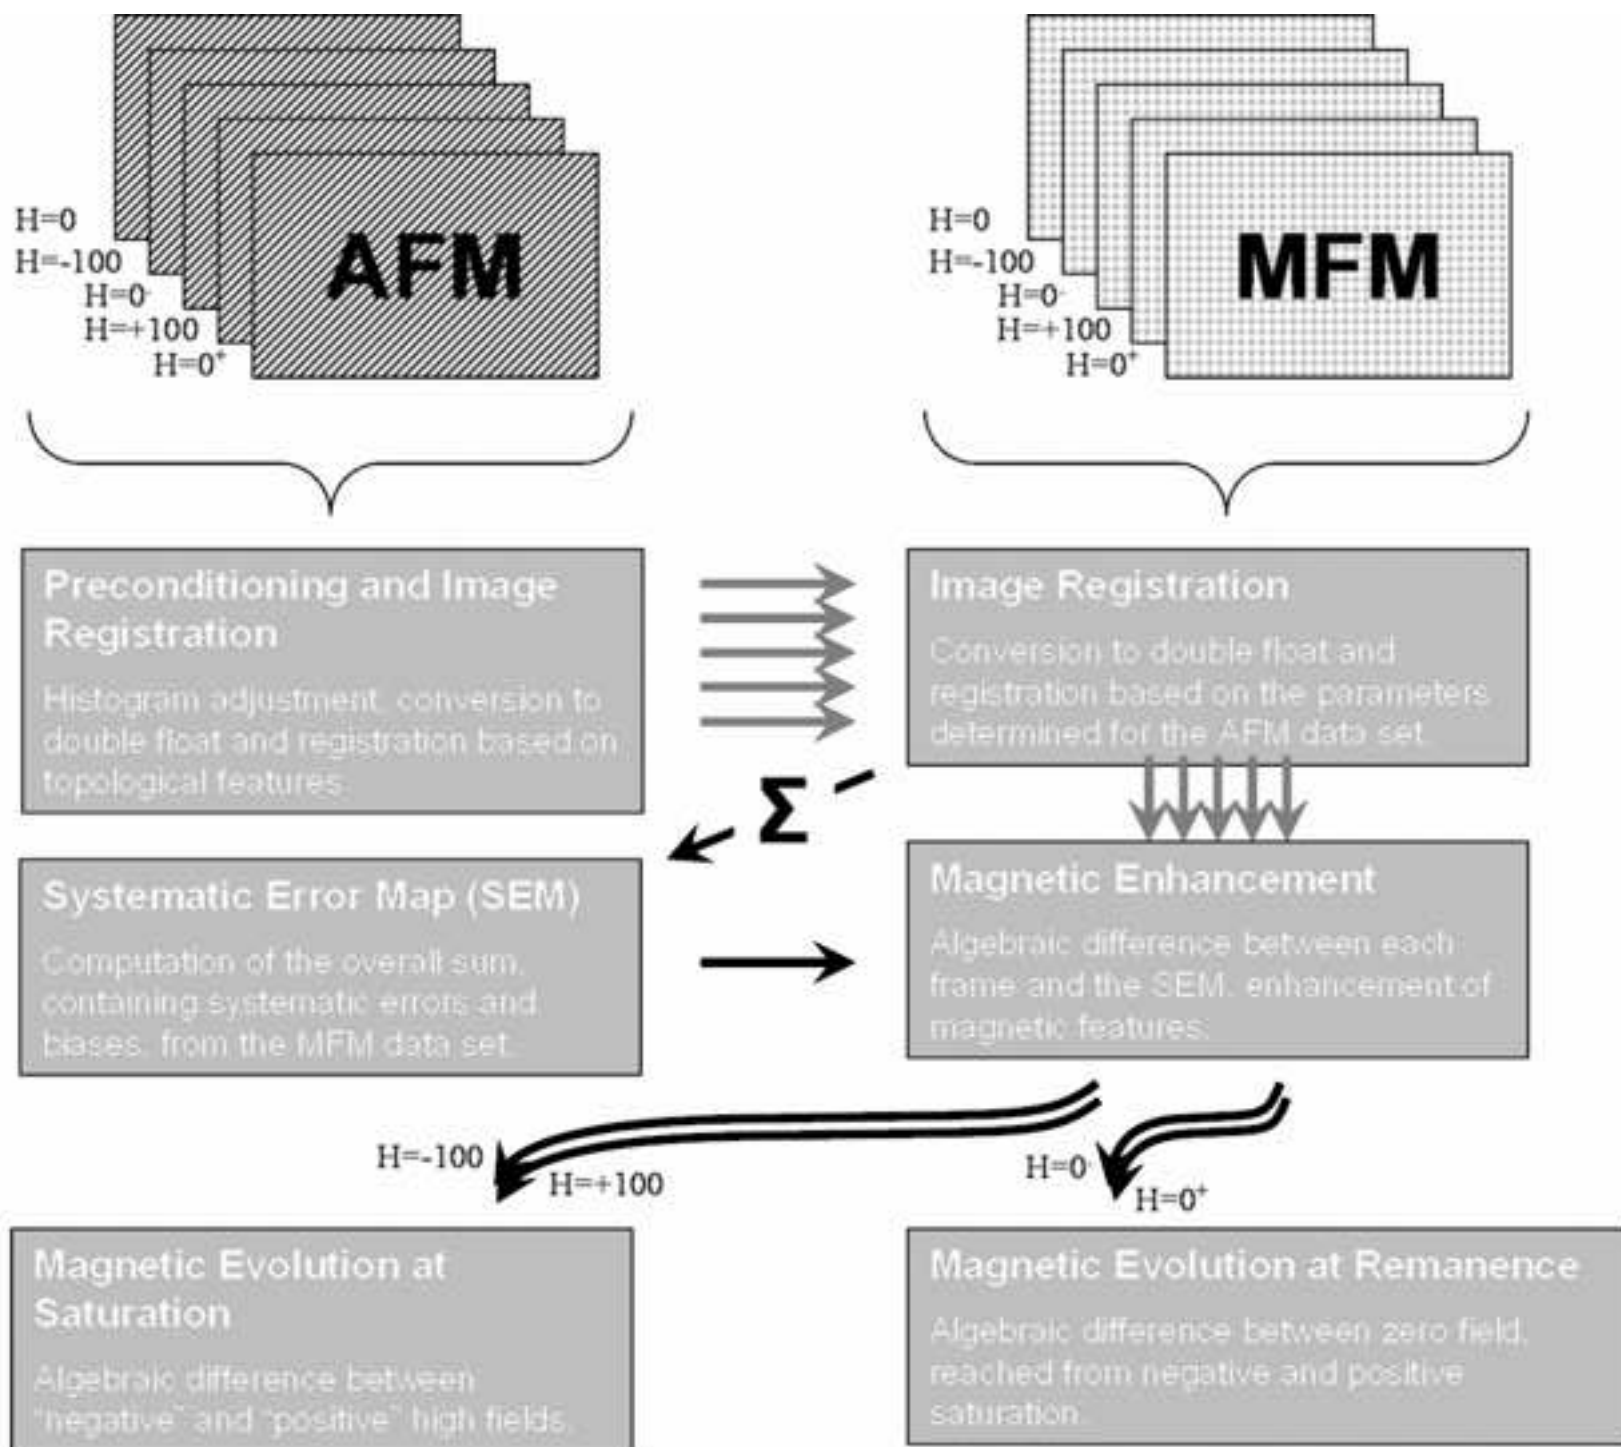 H=0
H=-100
H=0-
H=+100
H=0+
AFM
H=0
H=-100
H=0-
H=+100
H=0+
MFM
Preconditioning and Image
Registration
Histogram adjustment, conversion to
double float and registration based on
topological features.
Image Registration
Conversion to double float and
registration based on the parameters
determined for the AFM data set.
Σ
Systematic Error Map (SEM)
Computation of the overall sum,
containing systematic errors and
biases, from the MFM data set.
Magnetic Enhancement
Algebraic difference between each
frame and the SEM, enhancement of
magnetic features.
H=-100
H=+100
H=0-
H=0+
Magnetic Evolution at
Saturation
Algebraic difference between
"negative" and "positive" high fields.
Magnetic Evolution at Remanence
Algebraic difference between zero field,
reached from negative and positive
saturation.